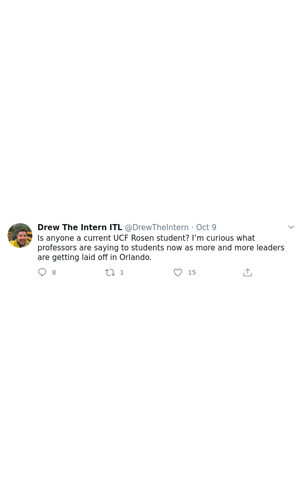 Drew The Intern ITL @DrewTheIntern · Oct 9
Is anyone a current UCF Rosen student? I'm curious what
professors are saying to students now as more and more leaders
are getting laid off in Orlando.
8 1 15